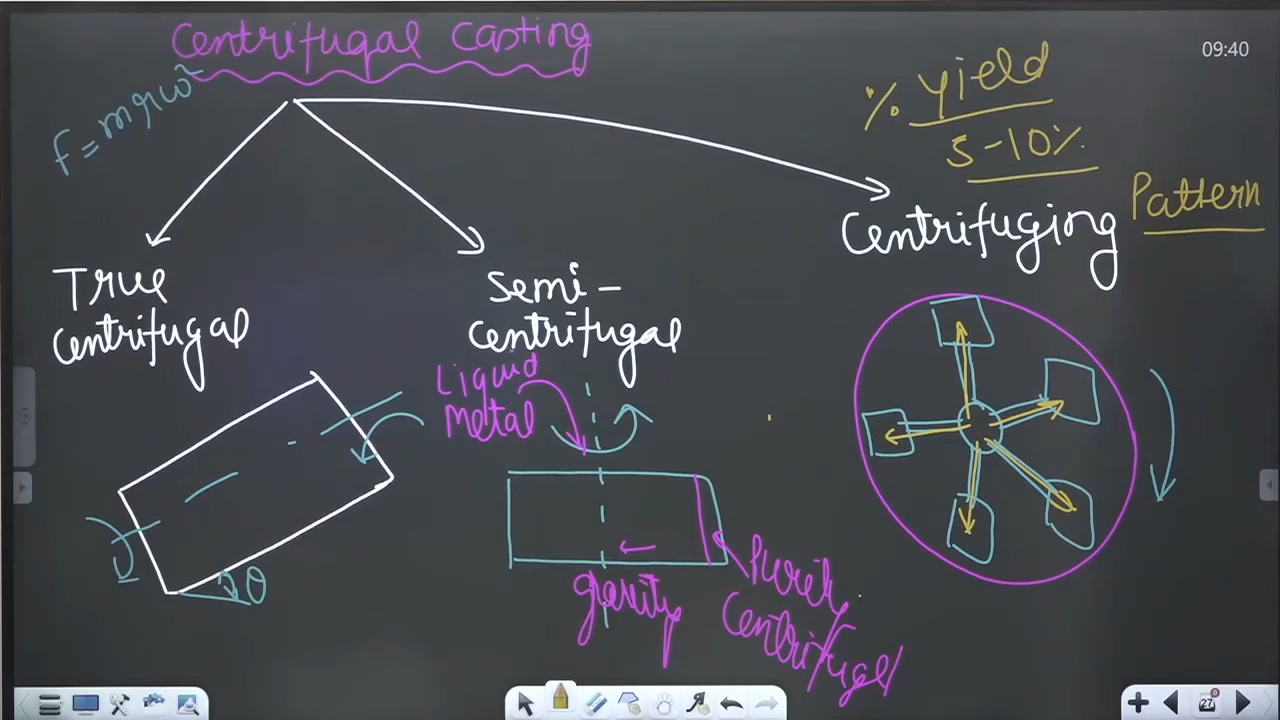 Centrifugal Casting
09:40
F = mrω²
% yield
5-10%
Pattern
Centrifuging
True
centrifugal
Semi-
centrifugal
Liquid
Metal
gravity
Purely
Centrifugal
θ
27